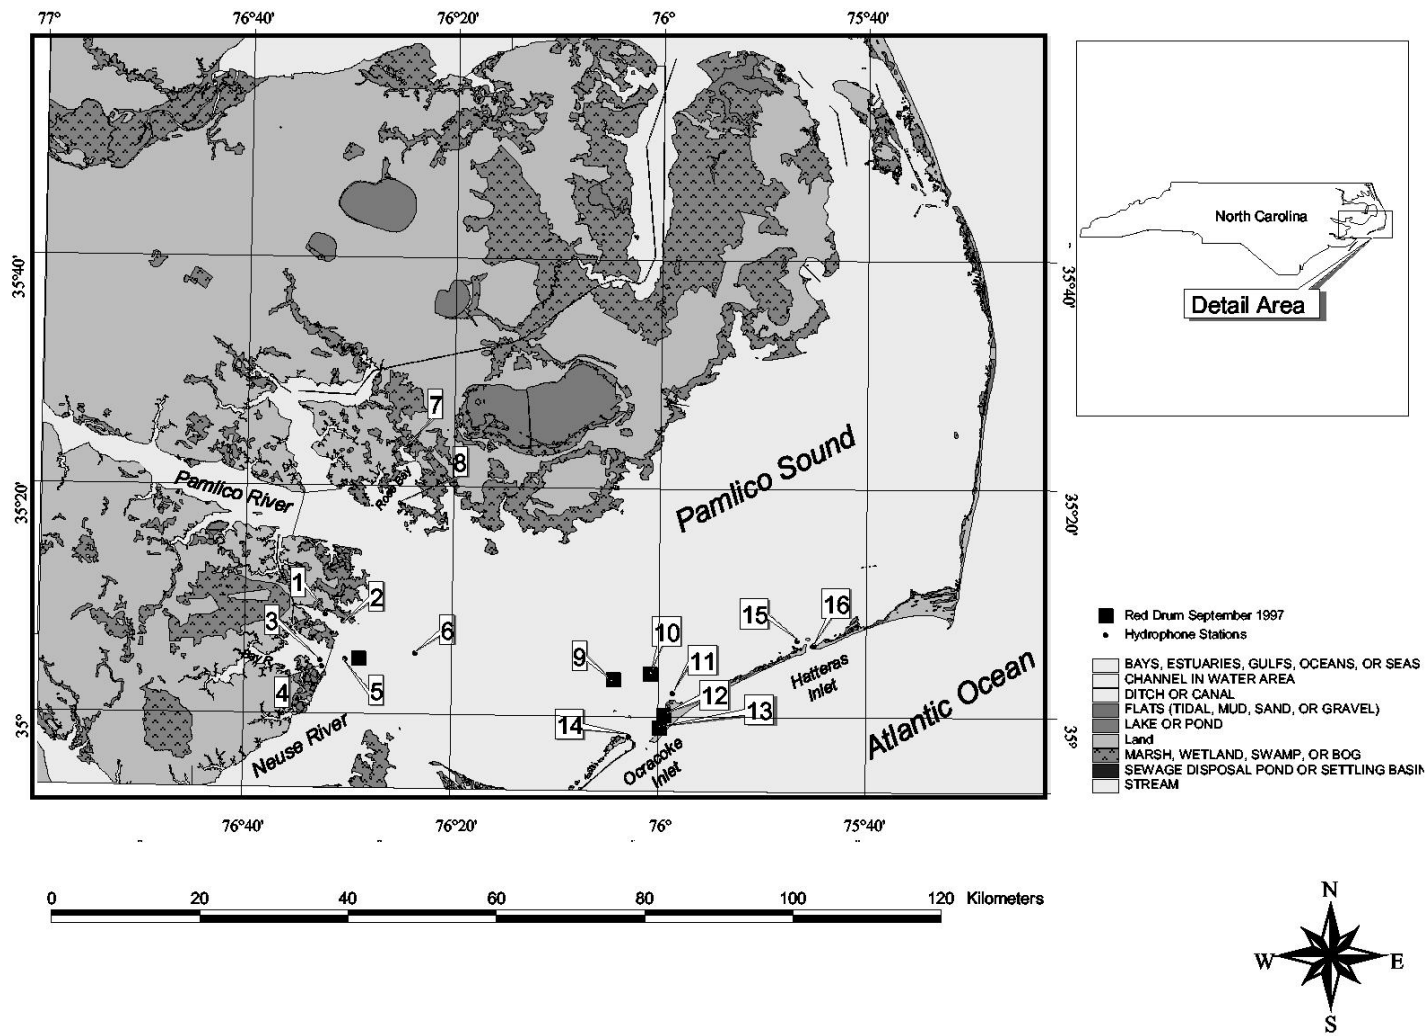 77°
76°40'
76°20'
76°
75°40'
35°40'
35°20'
35°
35°40'
35°20'
35°
North Carolina
Detail Area
7
8
Rose Bay
Pamlico River
Pamlico Sound
1
2
3
6
15
16
10
9
11
Bay R.
4
5
12
13
14
Hatteras
Inlet
Neuse River
Ocracoke
Inlet
Atlantic Ocean
Red Drum September 1997
Hydrophone Stations
BAYS, ESTUARIES, GULFS, OCEANS, OR SEAS
CHANNEL IN WATER AREA
DITCH OR CANAL
FLATS (TIDAL, MUD, SAND, OR GRAVEL)
LAKE OR POND
Land
MARSH, WETLAND, SWAMP, OR BOG
SEWAGE DISPOSAL POND OR SETTLING BASIN
STREAM
76°40'
76°20'
76°
75°40'
0 20 40 60 80 100 120 Kilometers
N
W E
S